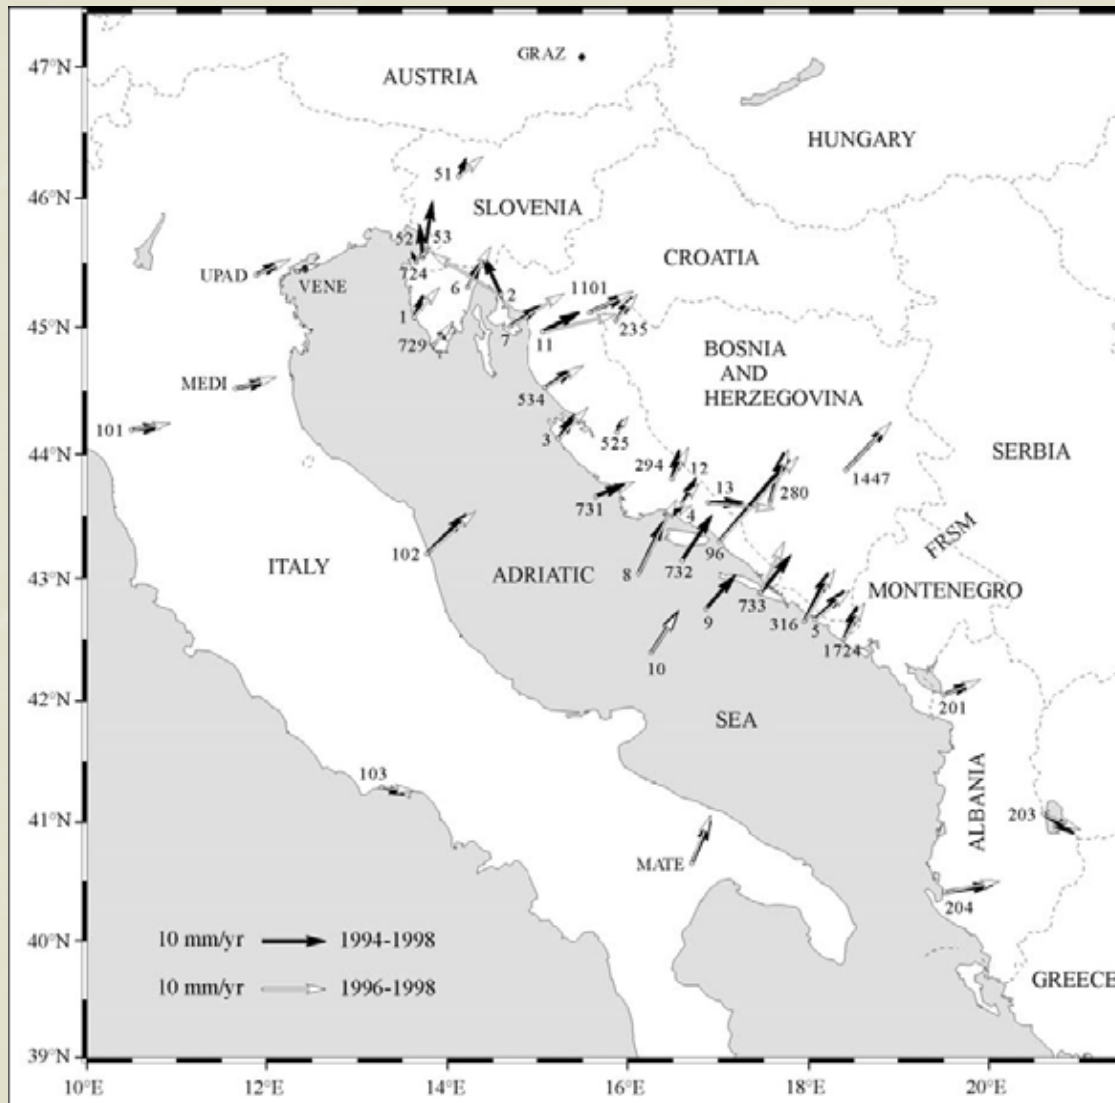 GRAZ
47°N
AUSTRIA
HUNGARY
51
46°N
SLOVENIA
52
53
CROATIA
UPAD
724
VENE
6
2
1101
1
45°N
7
11
235
729
BOSNIA
AND
HERZEGOVINA
MEDI
534
101
3
525
44°N
294
12
SERBIA
13
280
1447
731
4
102
96
FRSM
ITALY
ADRIATIC
8
732
43°N
733
MONTENEGRO
9
316
5
10
1724
42°N
201
SEA
103
ALBANIA
41°N
203
MATE
204
10 mm/yr 1994-1998
40°N
10 mm/yr 1996-1998
GREECE
39°N
10°E 12°E 14°E 16°E 18°E 20°E